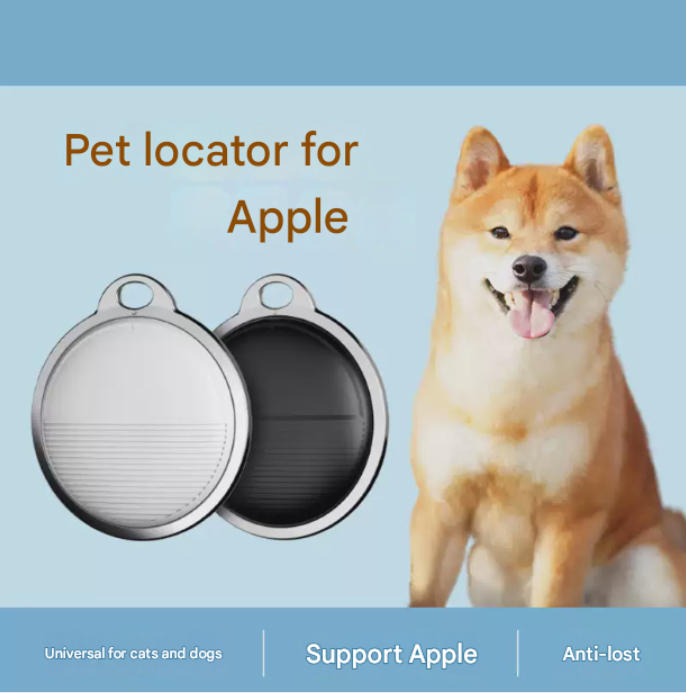 Pet locator for
Apple
Universal for cats and dogs
Support Apple
Anti-lost